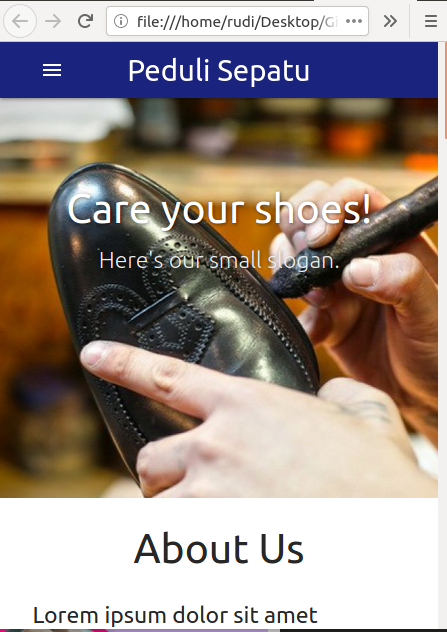 file:///home/rudi/Desktop/Gi
Peduli Sepatu
Care your shoes!
Here's our small slogan.
About Us
Lorem ipsum dolor sit amet